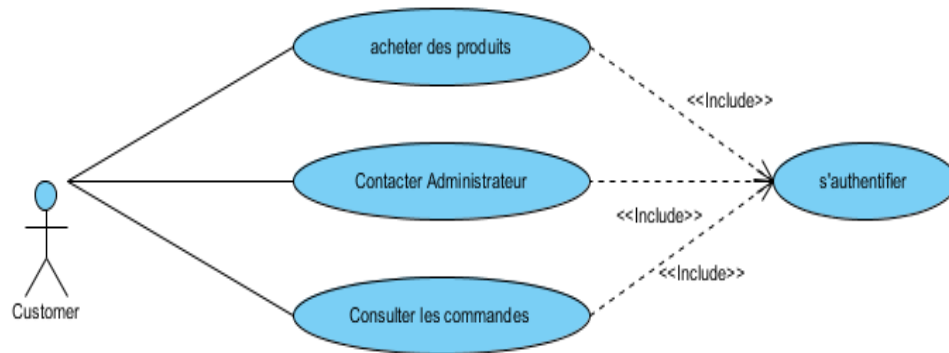 acheter des produits
<<Include>>
Contacter Administrateur
s'authentifier
<<Include>>
<<Include>>
Customer
Consulter les commandes